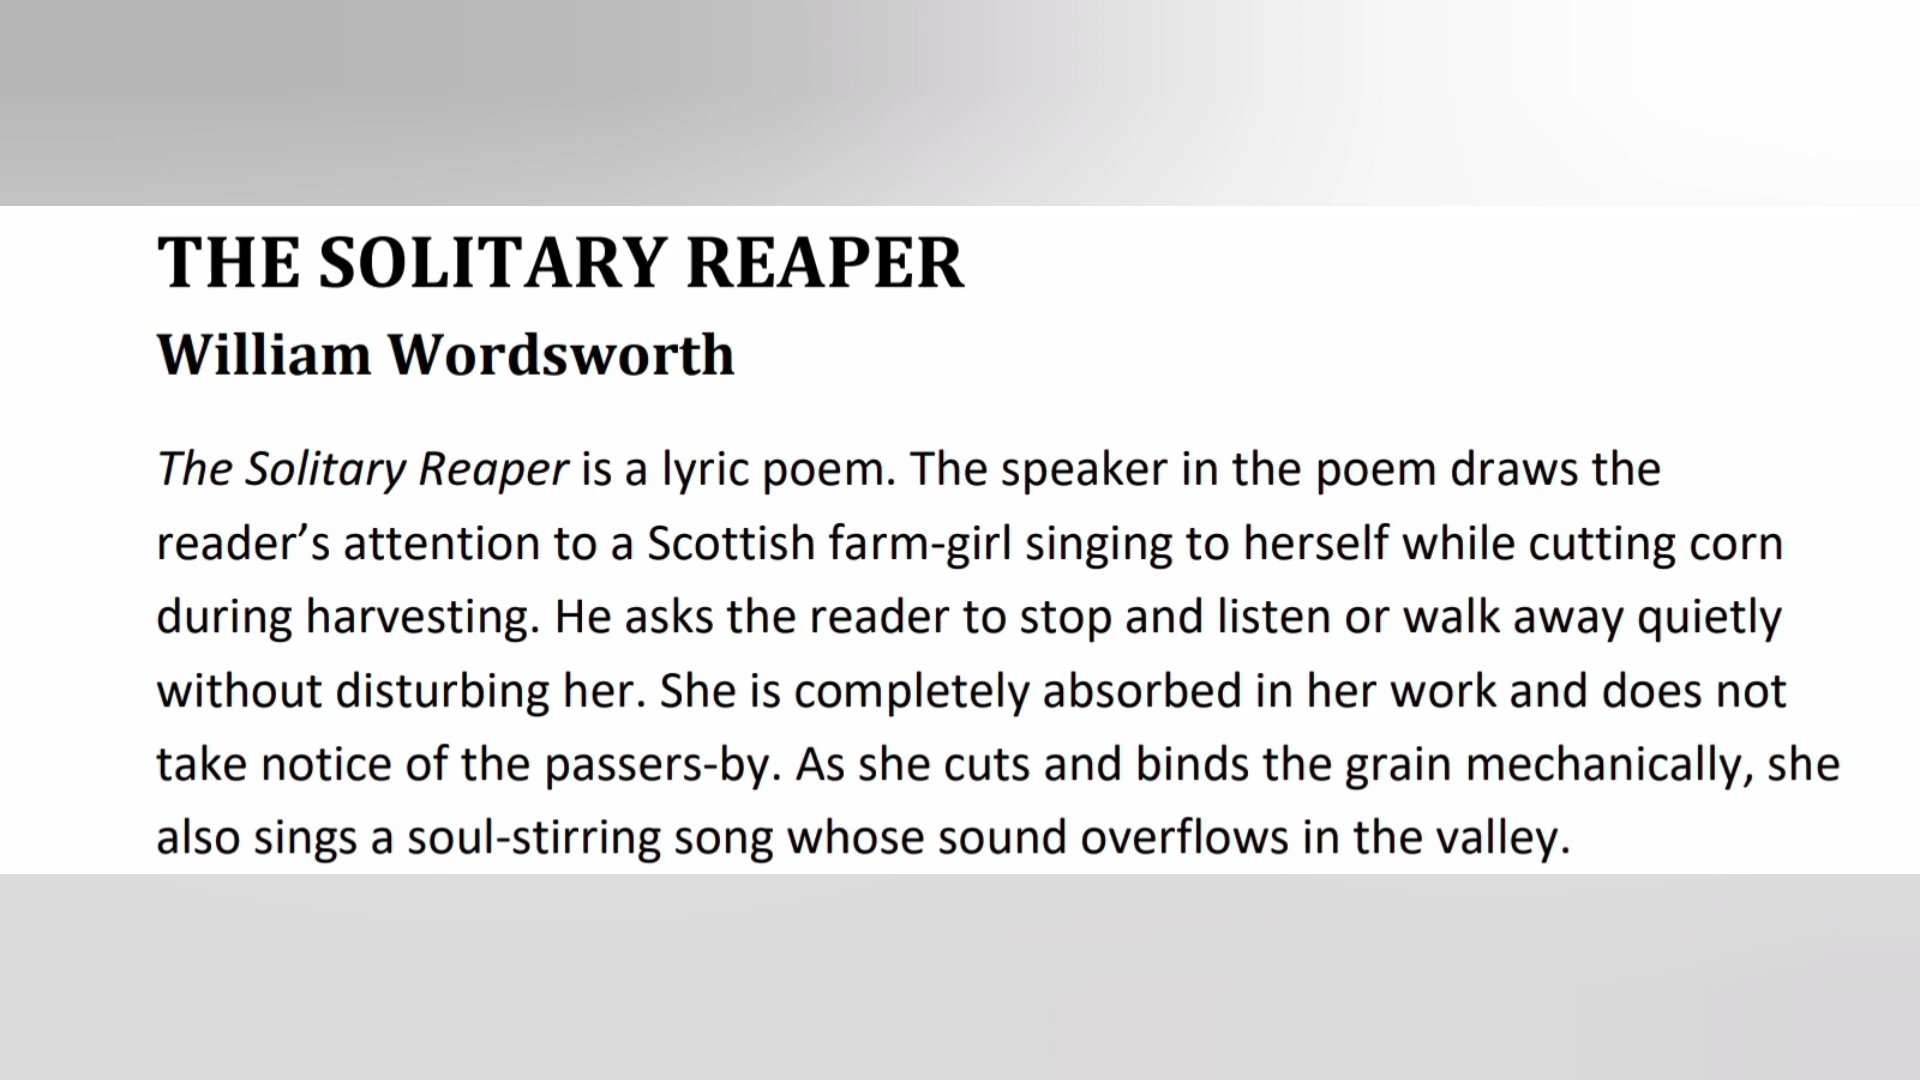 THE SOLITARY REAPER
William Wordsworth
The Solitary Reaper is a lyric poem. The speaker in the poem draws the
reader’s attention to a Scottish farm-girl singing to herself while cutting corn
during harvesting. He asks the reader to stop and listen or walk away quietly
without disturbing her. She is completely absorbed in her work and does not
take notice of the passers-by. As she cuts and binds the grain mechanically, she
also sings a soul-stirring song whose sound overflows in the valley.